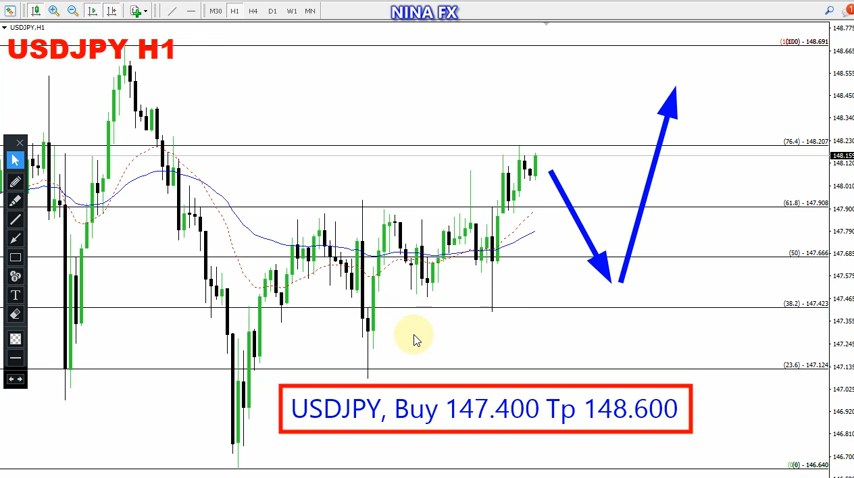 M30 H1 H4 D1 W1 MN
NINA FX
USDJPY,H1
USDJPY H1
148.775
(100) - 148.691
148.665
148.555
148.450
148.340
148.230
(76.4) - 148.207
148.155
148.120
148.010
(61.8) - 147.908
147.900
147.790
147.685
(50) - 147.666
147.575
147.465
(38.2) - 147.423
147.355
147.245
147.135
(23.6) - 147.124
147.025
146.920
146.810
146.700
(0) - 146.640
T
USDJPY, Buy 147.400 Tp 148.600